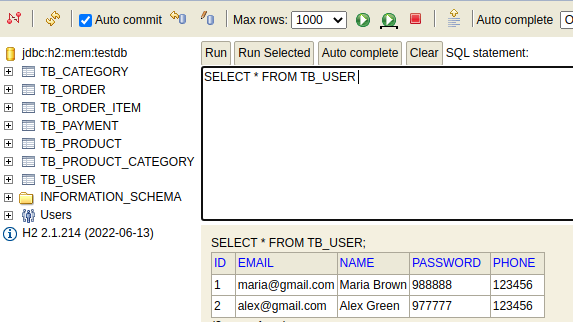 Auto commit Max rows: 1000 Auto complete
jdbc:h2:mem:testdb
TB_CATEGORY
TB_ORDER
TB_ORDER_ITEM
TB_PAYMENT
TB_PRODUCT
TB_PRODUCT_CATEGORY
TB_USER
INFORMATION_SCHEMA
Users
H2 2.1.214 (2022-06-13)
Run Run Selected Auto complete Clear SQL statement:
SELECT * FROM TB_USER
SELECT * FROM TB_USER;
ID EMAIL NAME PASSWORD PHONE
1 maria@gmail.com Maria Brown 988888 123456
2 alex@gmail.com Alex Green 977777 123456